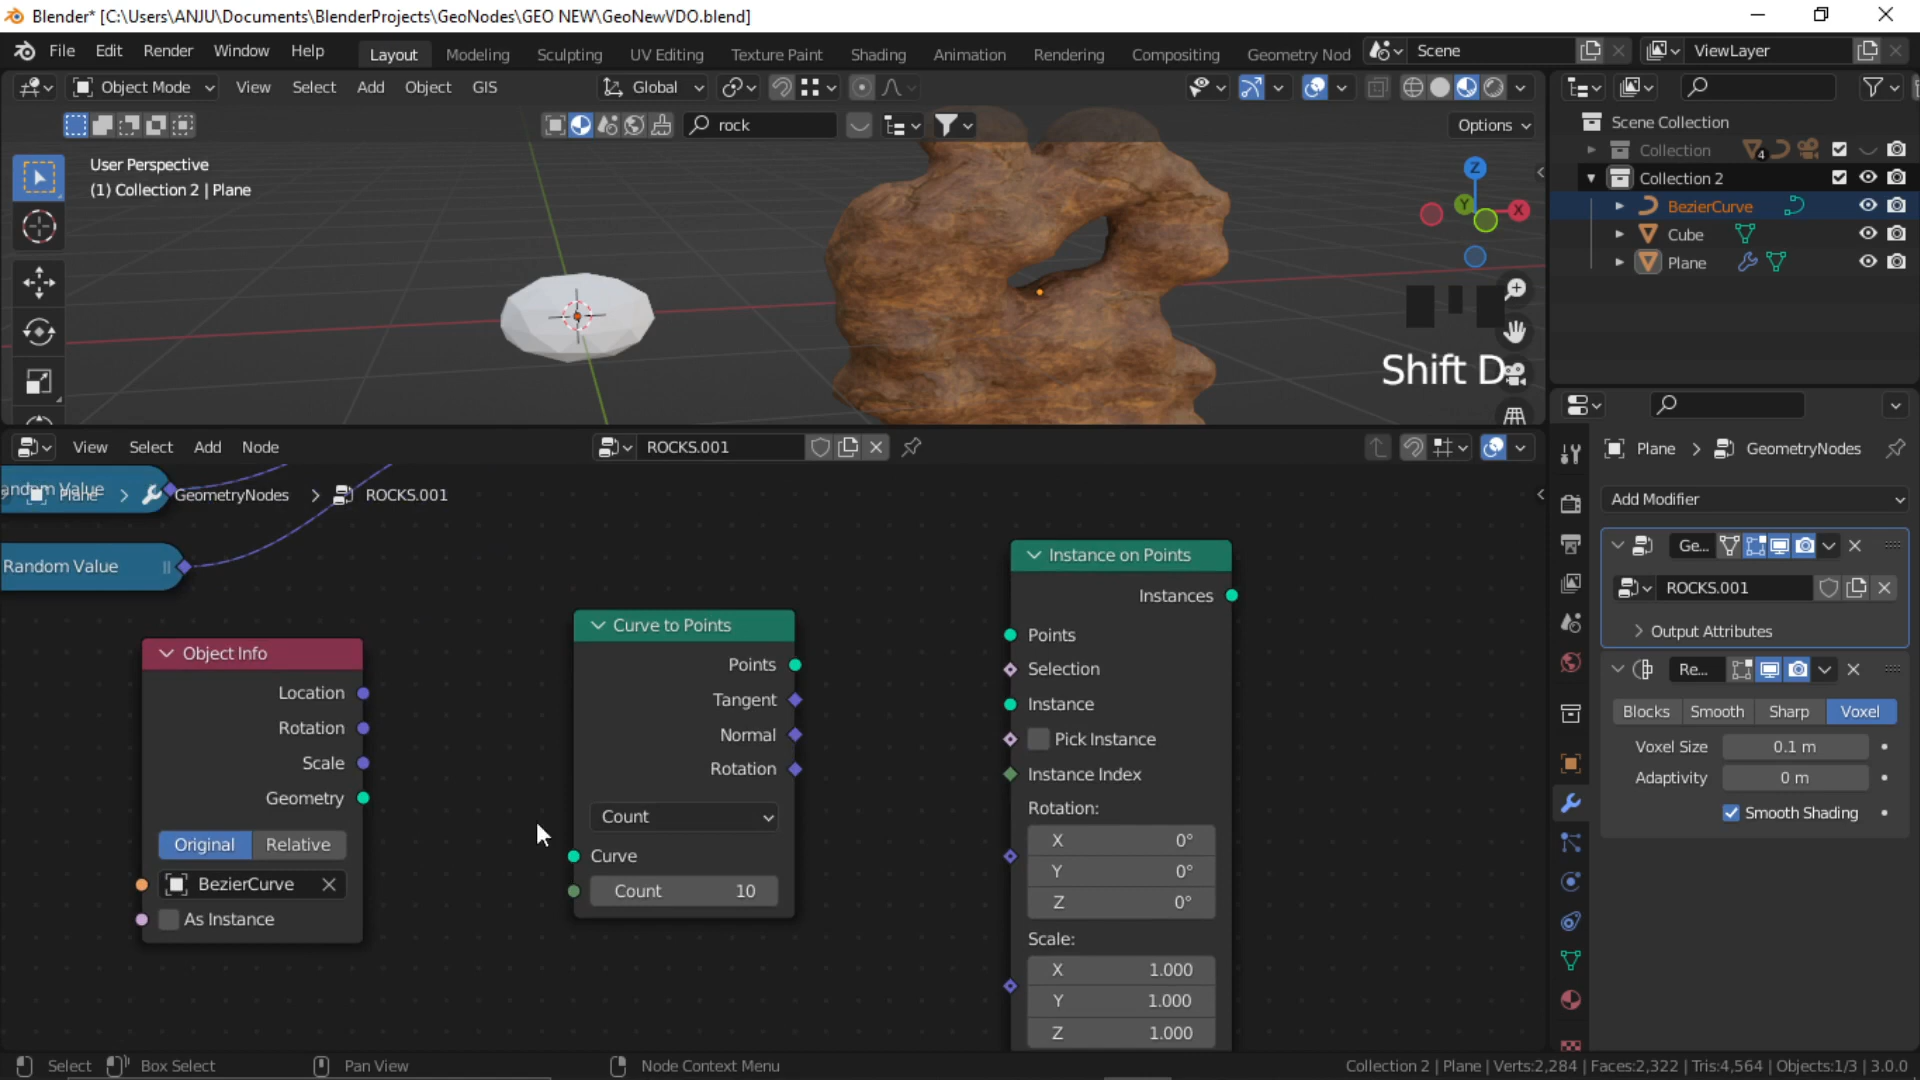 Blender* [C:\Users\ANJU\Documents\BlenderProjects\GeoNodes\GEO NEW\GeoNewVDO.blend]
File Edit Render Window Help Layout Modeling Sculpting UV Editing Texture Paint Shading Animation Rendering Compositing Geometry Nod Scene ViewLayer
Object Mode View Select Add Object GIS Global
rock Options
User Perspective
(1) Collection 2 | Plane
Z
Y
X
Shift D
Scene Collection
Collection 4
Collection 2
BezierCurve
Cube
Plane
Plane > GeometryNodes
Add Modifier
Ge...
ROCKS.001
Output Attributes
Re...
Blocks Smooth Sharp Voxel
Voxel Size 0.1 m
Adaptivity 0 m
Smooth Shading
View Select Add Node ROCKS.001
Plane > GeometryNodes > ROCKS.001
andom Value
Random Value
Object Info
Location
Rotation
Scale
Geometry
Original Relative
BezierCurve
As Instance
Curve to Points
Points
Tangent
Normal
Rotation
Count
Curve
Count 10
Instance on Points
Instances
Points
Selection
Instance
Pick Instance
Instance Index
Rotation:
X 0°
Y 0°
Z 0°
Scale:
X 1.000
Y 1.000
Z 1.000
Select Box Select Pan View Node Context Menu Collection 2 | Plane | Verts:2,284 | Faces:2,322 | Tris:4,564 | Objects:1/3 | 3.0.0